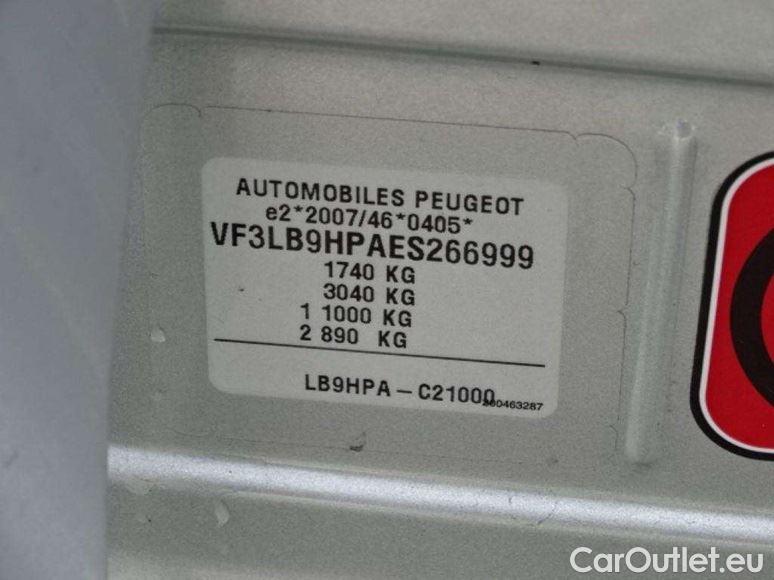 AUTOMOBILES PEUGEOT
e2*2007/46*0405*
VF3LB9HPAES266999
1740 KG
3040 KG
1 1000 KG
2 890 KG
LB9HPA – C21000
CarOutlet.eu